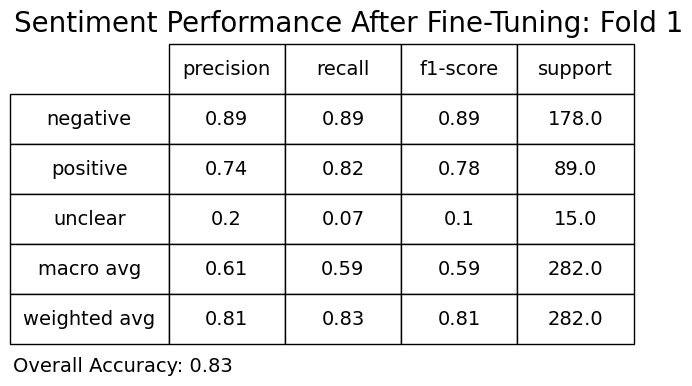 Sentiment Performance After Fine-Tuning: Fold 1
precision recall f1-score support
negative 0.89 0.89 0.89 178.0
positive 0.74 0.82 0.78 89.0
unclear 0.2 0.07 0.1 15.0
macro avg 0.61 0.59 0.59 282.0
weighted avg 0.81 0.83 0.81 282.0
Overall Accuracy: 0.83